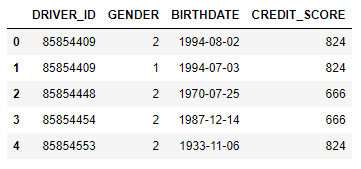 DRIVER_ID GENDER BIRTHDATE CREDIT_SCORE
0 85854409 2 1994-08-02 824
1 85854409 1 1994-07-03 824
2 85854448 2 1970-07-25 666
3 85854454 2 1987-12-14 666
4 85854553 2 1933-11-06 824